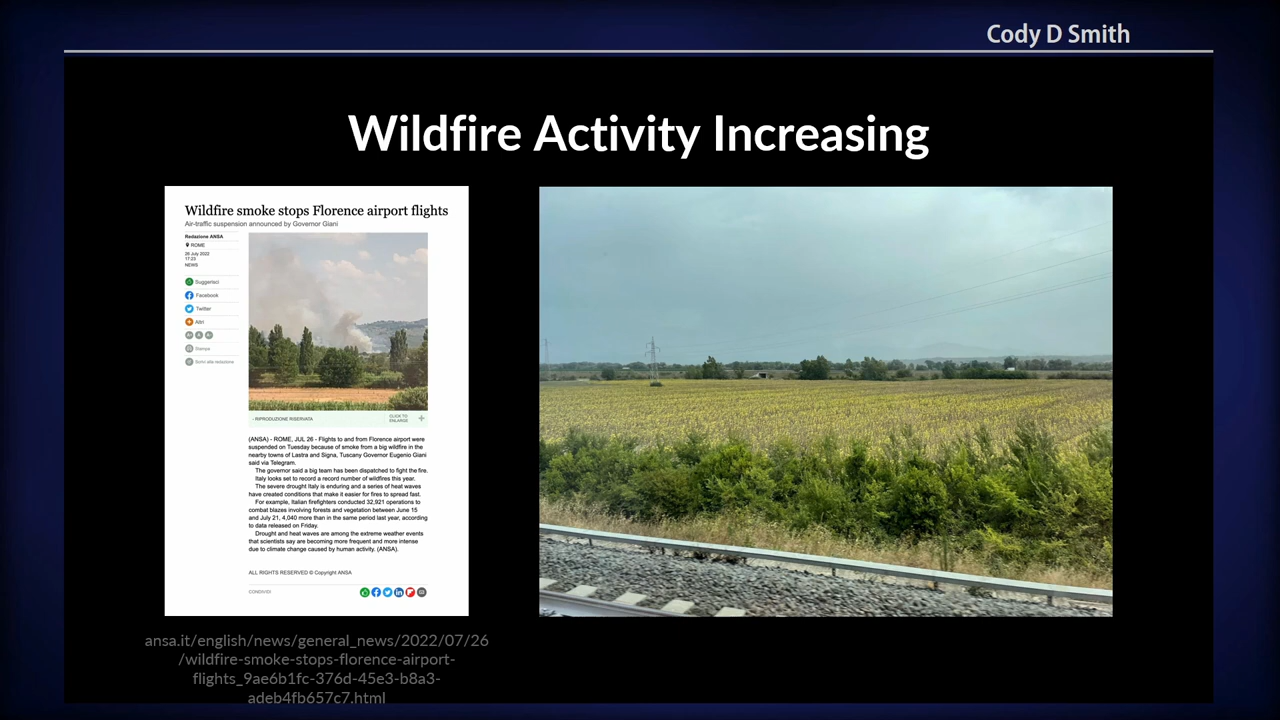 Cody D Smith
Wildfire Activity Increasing
Wildfire smoke stops Florence airport flights
Air-traffic suspension announced by Governor Giani
Redazione ANSA
ROME
26 July 2022
17:23
NEWS
Suggerisci
Facebook
Twitter
Altri
A-
A
A+
Stampa
Scrivi alla redazione
- RIPRODUZIONE RISERVATA
CLICK TO
ENLARGE
(ANSA) - ROME, JUL 26 - Flights to and from Florence airport were
suspended on Tuesday because of smoke from a big wildfire in the
nearby towns of Lastra and Signa, Tuscany Governor Eugenio Giani
said via Telegram.
The governor said a big team has been dispatched to fight the fire.
Italy looks set to record a record number of wildfires this year.
The severe drought Italy is enduring and a series of heat waves
have created conditions that make it easier for fires to spread fast.
For example, Italian firefighters conducted 32,921 operations to
combat blazes involving forests and vegetation between June 15
and July 21, 4,040 more than in the same period last year, according
to data released on Friday.
Drought and heat waves are among the extreme weather events
that scientists say are becoming more frequent and more intense
due to climate change caused by human activity. (ANSA).
ALL RIGHTS RESERVED © Copyright ANSA
CONDIVIDI
ansa.it/english/news/general_news/2022/07/26
/wildfire-smoke-stops-florence-airport-
flights_9ae6b1fc-376d-45e3-b8a3-
adeb4fb657c7.html